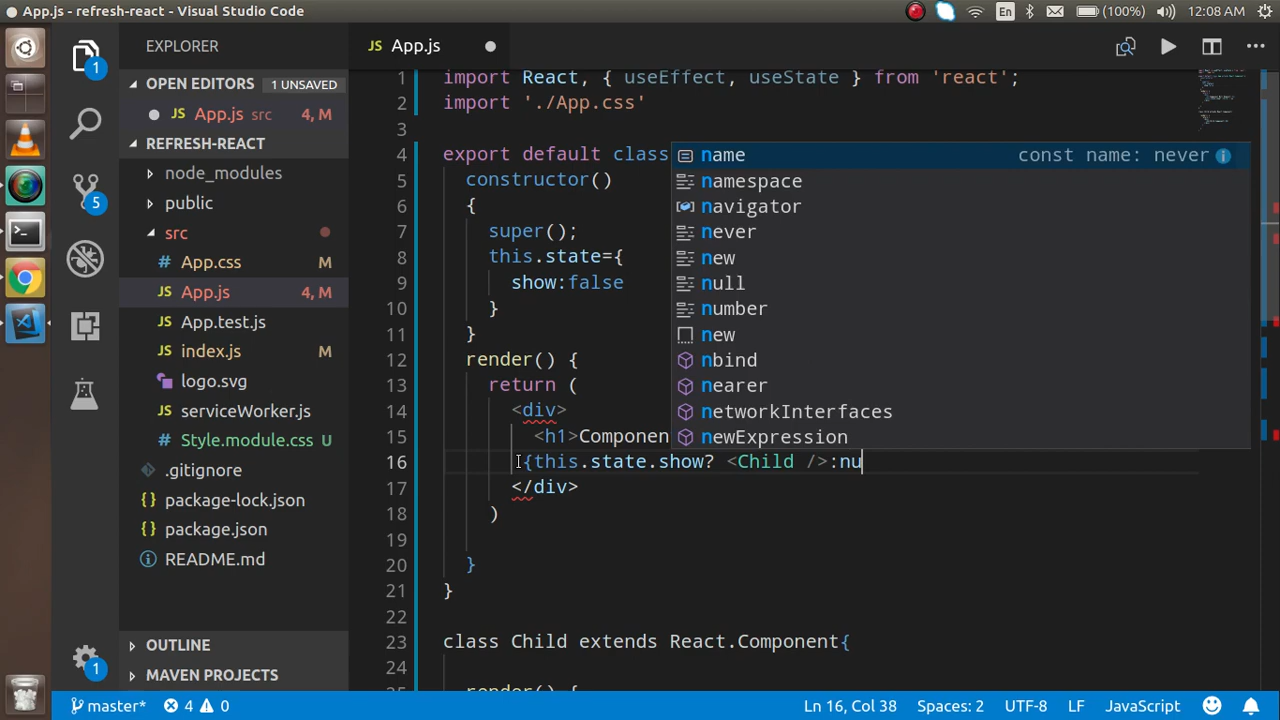 App.js - refresh-react - Visual Studio Code
En
(100%)
12:08 AM
EXPLORER
OPEN EDITORS 1 UNSAVED
JS App.js src 4, M
REFRESH-REACT
node_modules
public
src
# App.css M
JS App.js 4, M
JS App.test.js
JS index.js M
logo.svg
JS serviceWorker.js
# Style.module.css U
.gitignore
{} package-lock.json
{} package.json
README.md
OUTLINE
MAVEN PROJECTS
1
5
1
JS App.js
1 import React, { useEffect, useState } from 'react';
2 import './App.css'
3
4 export default class
5 constructor()
6 {
7 super();
8 this.state={
9 show:false
10 }
11 }
12 render() {
13 return (
14 <div>
15 <h1>Componen
16 {this.state.show? <Child />:nu
17 </div>
18 )
19
20 }
21 }
22
23 class Child extends React.Component{
24
25 render() {
name const name: never
namespace
navigator
never
new
null
number
new
nbind
nearer
networkInterfaces
newExpression
master*
4
0
Ln 16, Col 38
Spaces: 2
UTF-8
LF
JavaScript